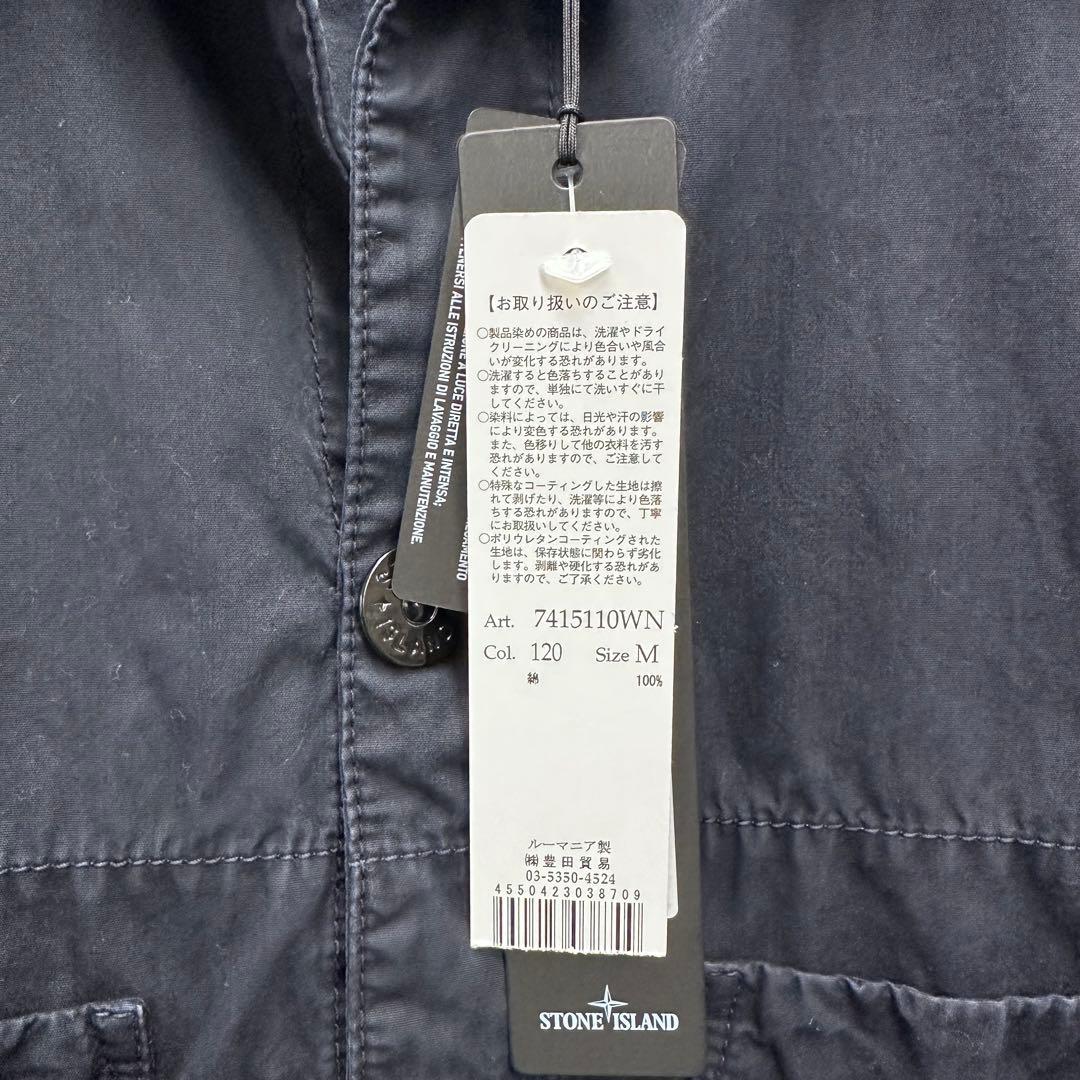 【お取り扱いのご注意】
○製品染めの商品は、洗濯やドライ
クリーニングにより色合いや風合
いが変化する恐れがあります。
○洗濯すると色落ちすることがあり
ますので、単独にて洗いすぐに干
してください。
○染料によっては、日光や汗の影響
により変色する恐れがあります。
また、色移りして他の衣料を汚す
恐れがありますので、ご注意して
ください。
○特殊なコーティングした生地は擦
れて剥げたり、洗濯等により色落
ちする恐れがありますので、丁寧
にお取扱いしてください。
○ポリウレタンコーティングされた
生地は、保存状態に関わらず劣化
します。剥離や硬化する恐れがあ
りますので、ご了承ください。
Art. 7415110WN
Col. 120 Size M
綿 100%
ルーマニア製
㈱豊田貿易
03-5350-4524
4550423038709
STONE ISLAND
A LUCE DIRETTA E INTENSA;
ALLE ISTRUZIONI DI LAVAGGIO E MANUTENZIONE.
ISLAND